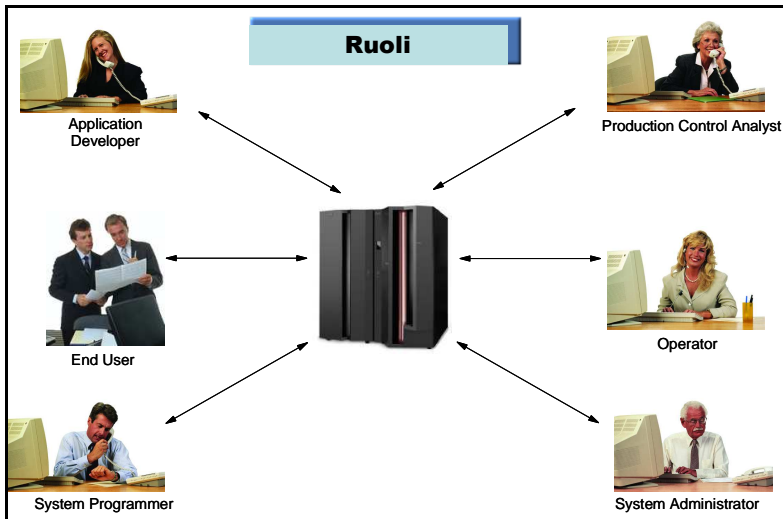 Ruoli
Application
Developer
Production Control Analyst
End User
Operator
System Programmer
System Administrator